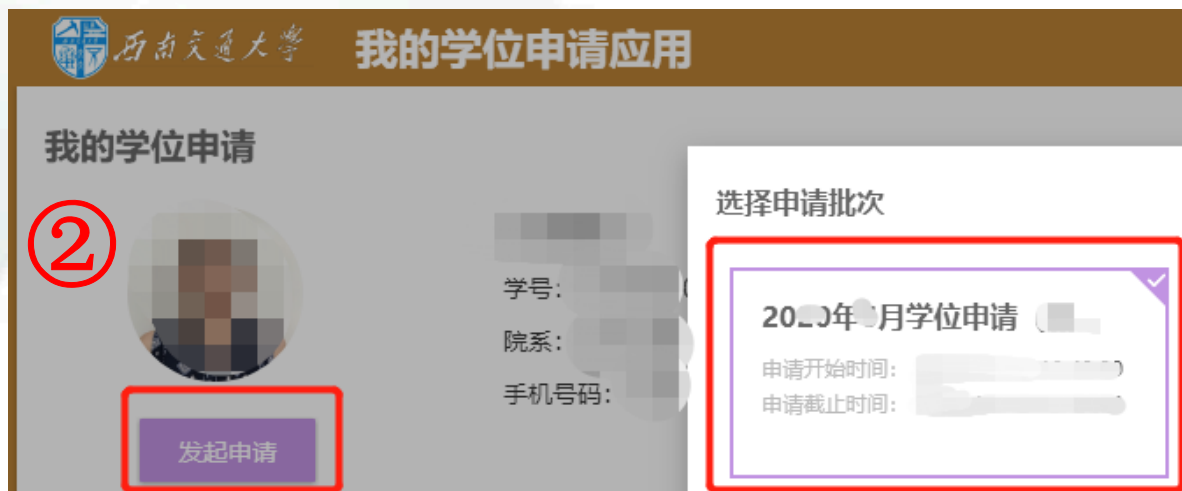 西南交通大学 我的学位申请应用
我的学位申请
②
学号:
院系:
手机号码:
发起申请
选择申请批次
年 月学位申请
申请开始时间:
申请截止时间: